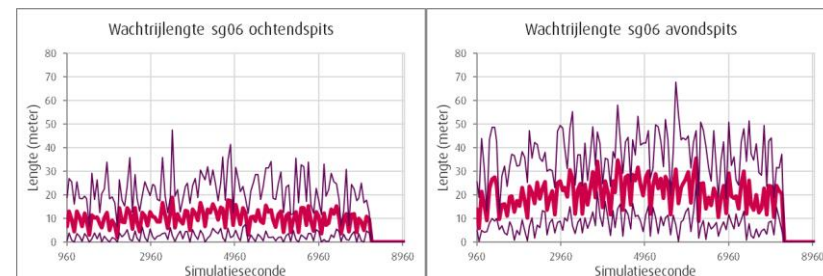 Wachtrijlengte sg06 ochtendspits
80
70
60
50
40
30
20
10
0
Lengte (meter)
960 2960 4960 6960 8960
Simulatieseconde
Wachtrijlengte sg06 avondspits
80
70
60
50
40
30
20
10
0
Lengte (meter)
960 2960 4960 6960 8960
Simulatieseconde